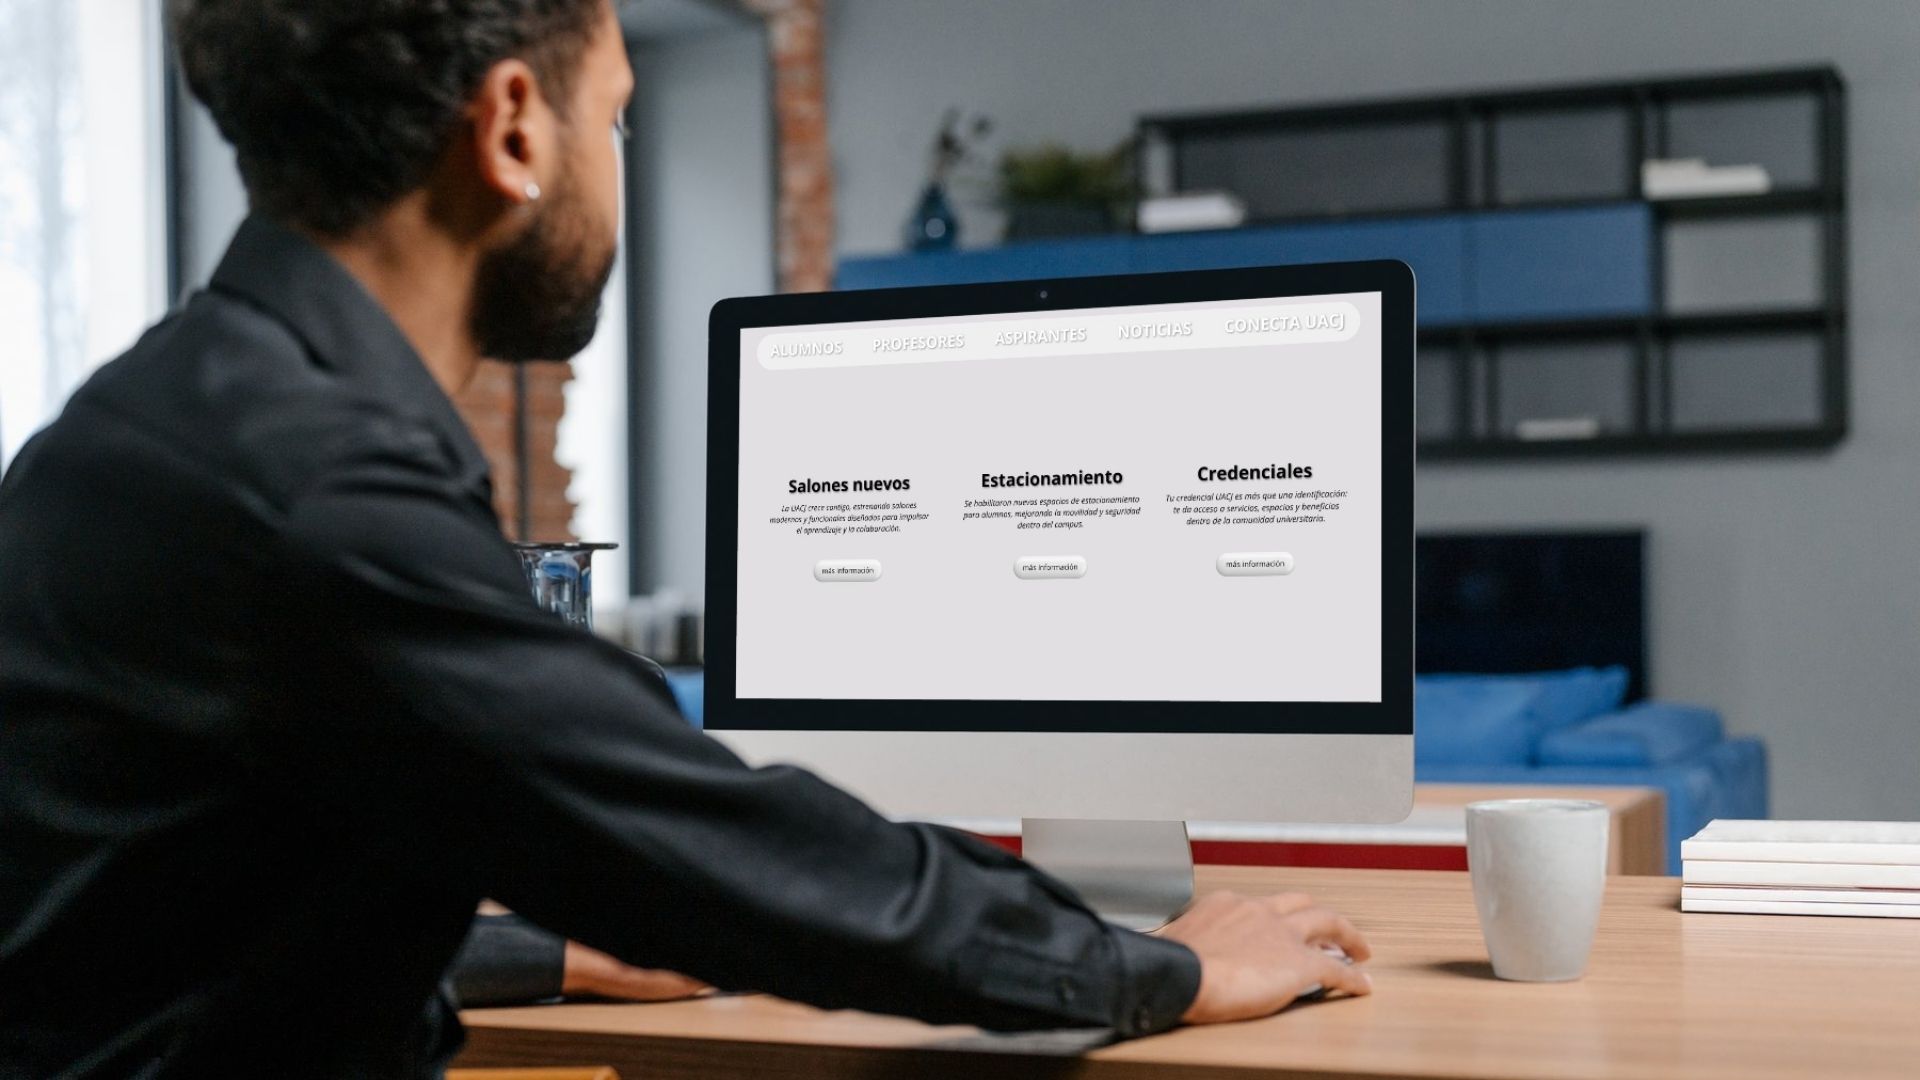 ALUMNOS PROFESORES ASPIRANTES NOTICIAS CONECTA UACJ
Salones nuevos
La UACJ crece contigo, estrenando salones
modernos y funcionales diseñados para impulsar
el aprendizaje y la colaboración.
más información
Estacionamiento
Se habilitaron nuevos espacios de estacionamiento
para alumnos, mejorando la movilidad y seguridad
dentro del campus.
más información
Credenciales
Tu credencial UACJ es más que una identificación:
te da acceso a servicios, espacios y beneficios
dentro de la comunidad universitaria.
más información